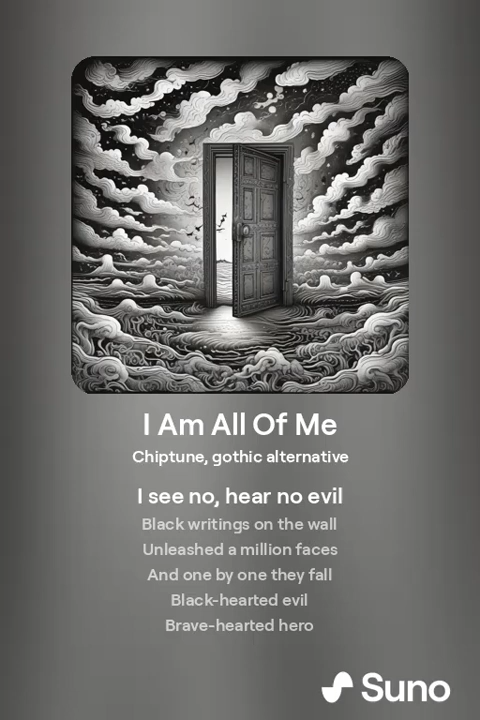 I Am All Of Me
Chiptune, gothic alternative
I see no, hear no evil
Black writings on the wall
Unleashed a million faces
And one by one they fall
Black-hearted evil
Brave-hearted hero
Suno